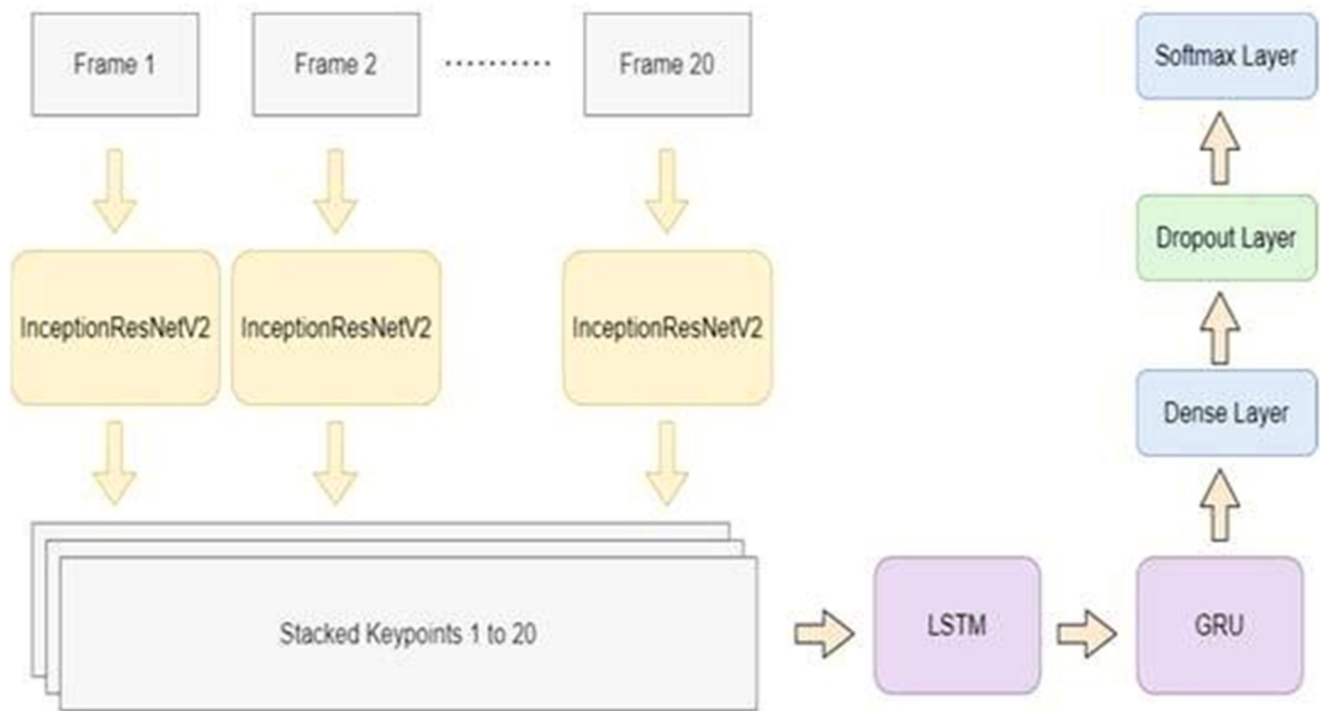 Frame 1
Frame 2
..........
Frame 20
InceptionResNetV2
InceptionResNetV2
InceptionResNetV2
Stacked Keypoints 1 to 20
LSTM
GRU
Dense Layer
Dropout Layer
Softmax Layer